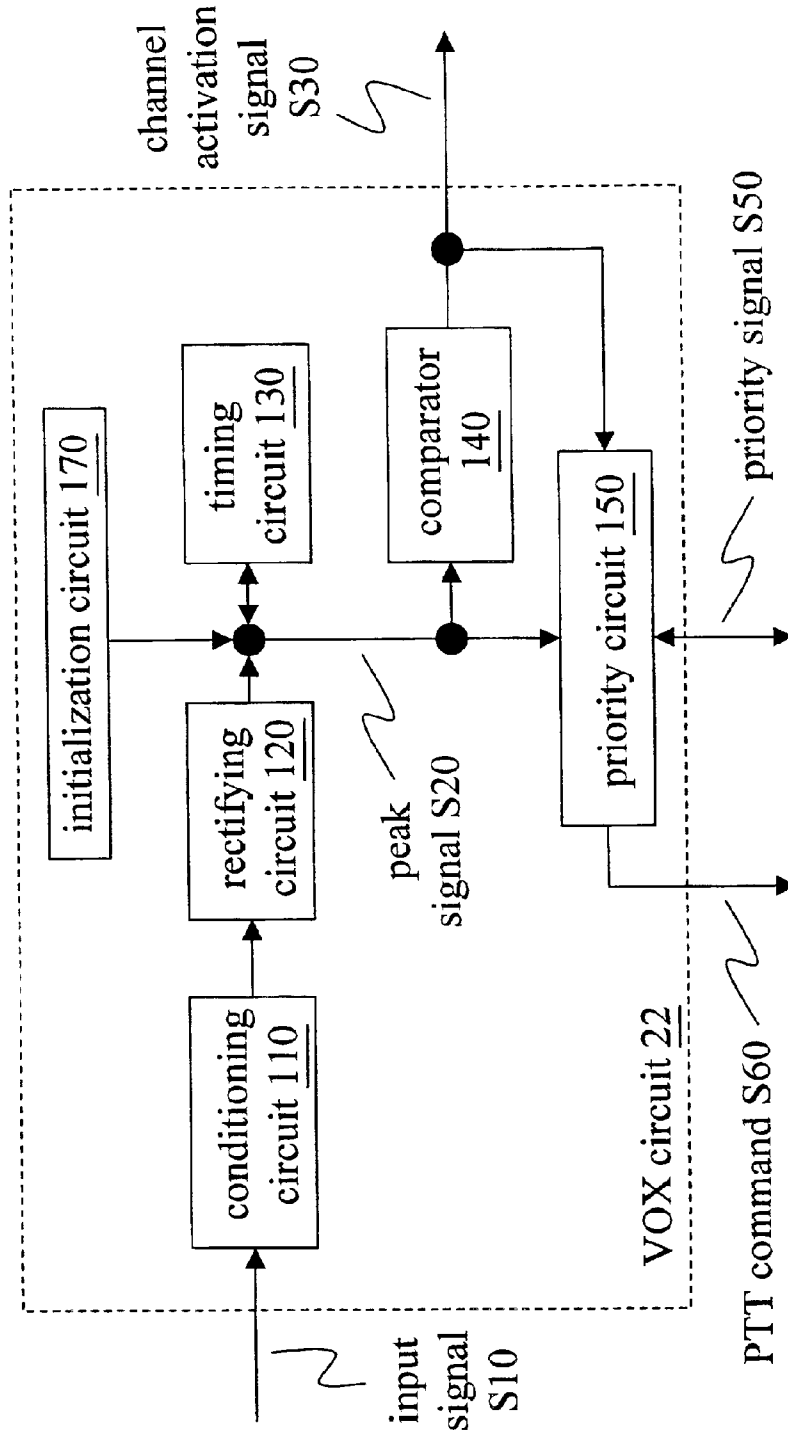 initialization circuit 170
channel
activation
signal
S30
timing
circuit 130
rectifying
circuit 120
conditioning
circuit 110
input
signal
S10
peak
signal S20
comparator
140
priority circuit 150
VOX circuit 22
PTT command S60
priority signal S50